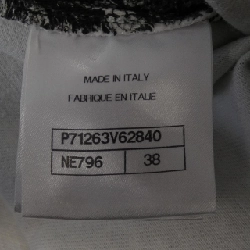 MADE IN ITALY
FABRIQUE EN ITALIE
P71263V62840
NE796 38